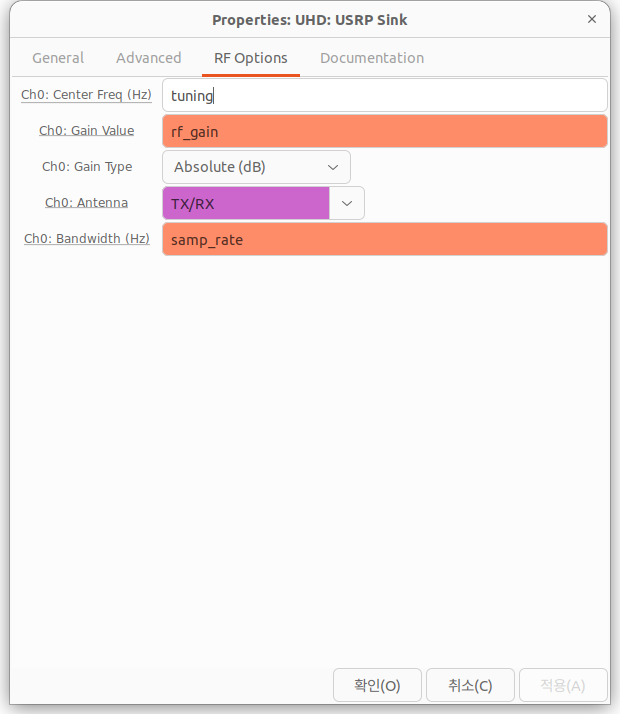 Properties: UHD: USRP Sink
×
General Advanced RF Options Documentation
Ch0: Center Freq (Hz) tuning
Ch0: Gain Value rf_gain
Ch0: Gain Type Absolute (dB)
Ch0: Antenna TX/RX
Ch0: Bandwidth (Hz) samp_rate
확인(O) 취소(C) 적용(A)